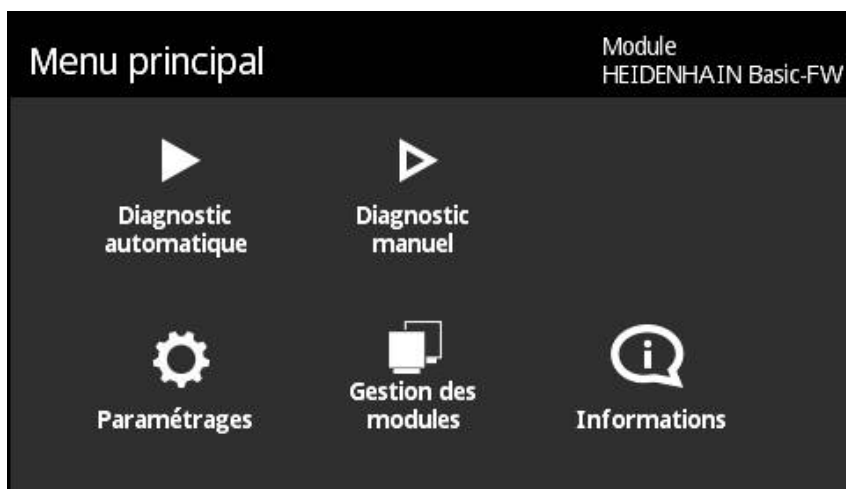 Menu principal
Module
HEIDENHAIN Basic-FW
Diagnostic
automatique
Diagnostic
manuel
Paramétrages
Gestion des
modules
Informations